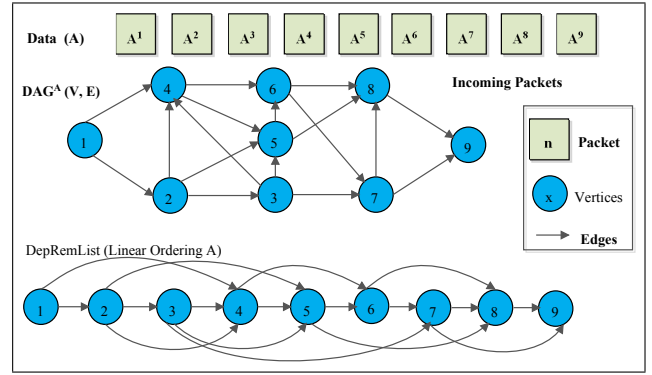 Data (A)
A¹ A² A³ A⁴ A⁵ A⁶ A⁷ A⁸ A⁹
DAGᴬ (V, E)
Incoming Packets
4 6 8
1 5 9
2 3 7
n Packet
x Vertices
Edges
DepRemList (Linear Ordering A)
1 2 3 4 5 6 7 8 9